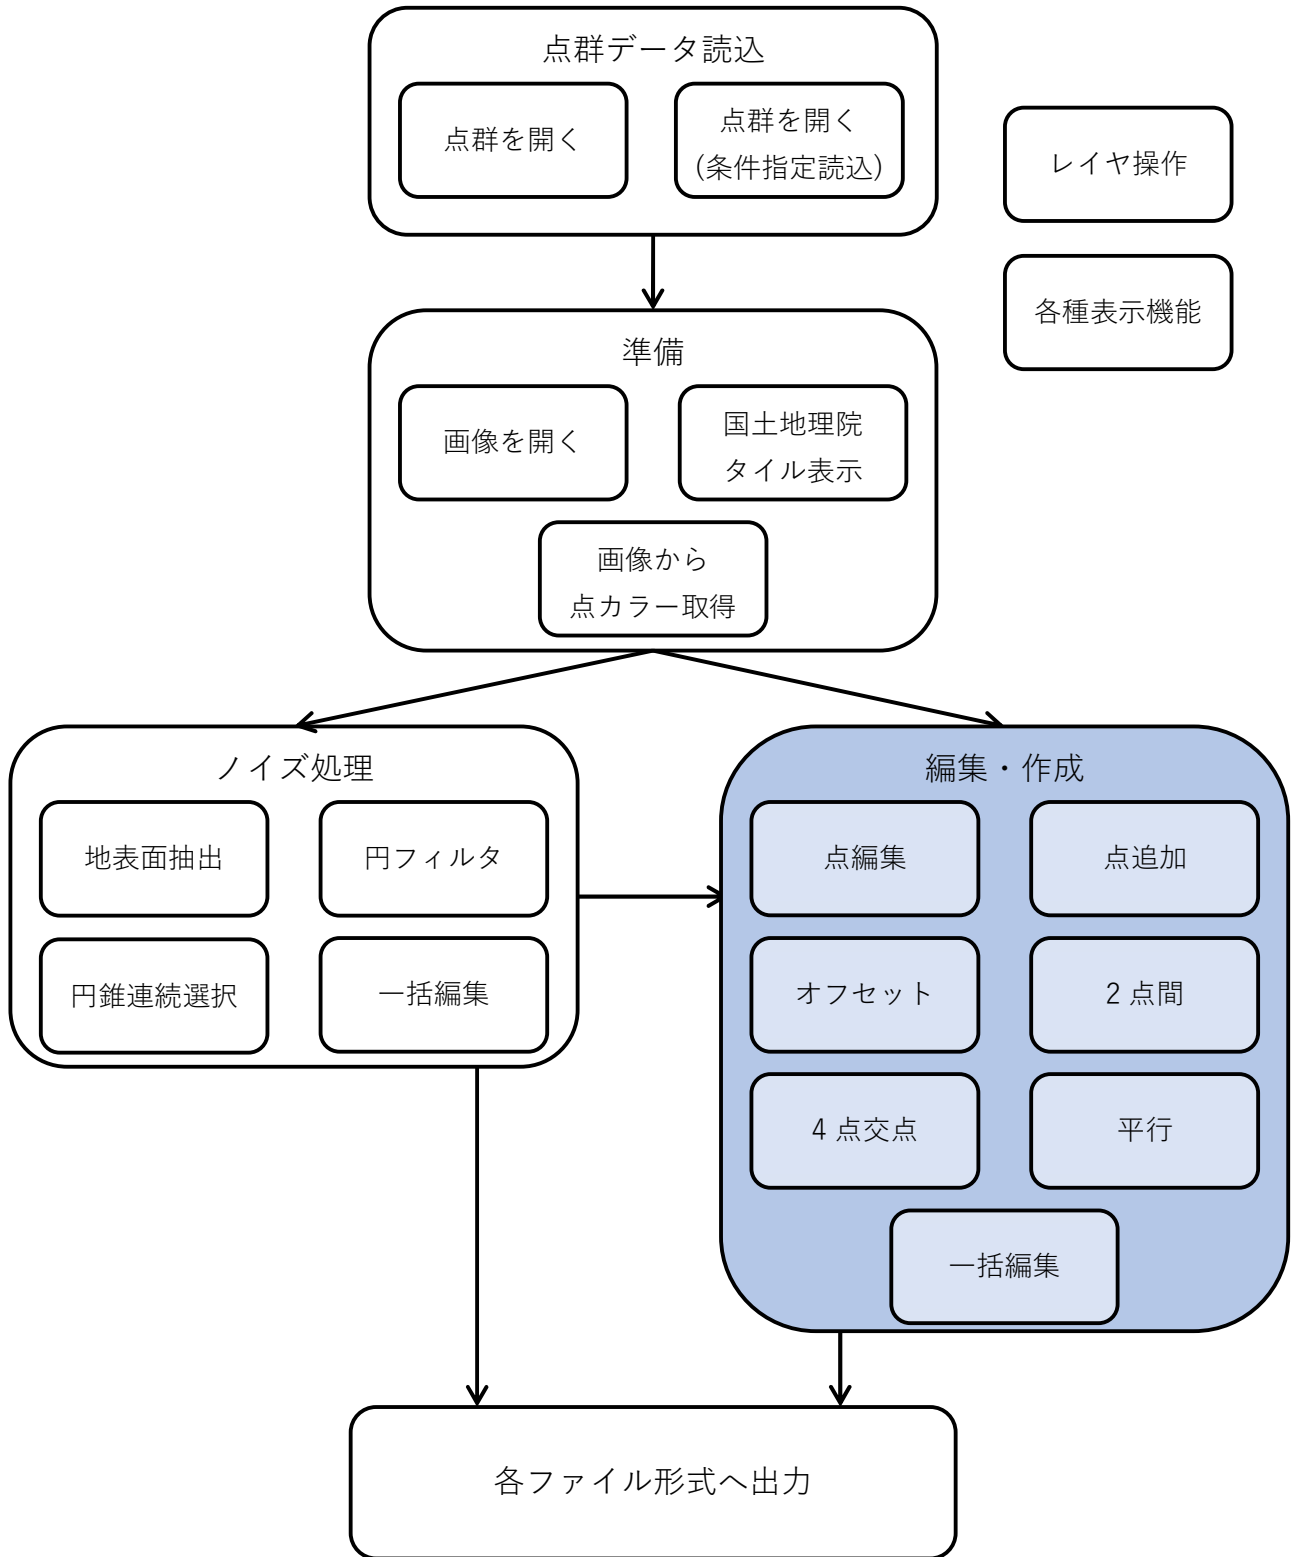 点群データ読込
点群を開く
点群を開く
(条件指定読込)
レイヤ操作
各種表示機能
準備
画像を開く
国土地理院
タイル表示
画像から
点カラー取得
ノイズ処理
地表面抽出
円フィルタ
円錐連続選択
一括編集
編集・作成
点編集
点追加
オフセット
2 点間
4 点交点
平行
一括編集
各ファイル形式へ出力